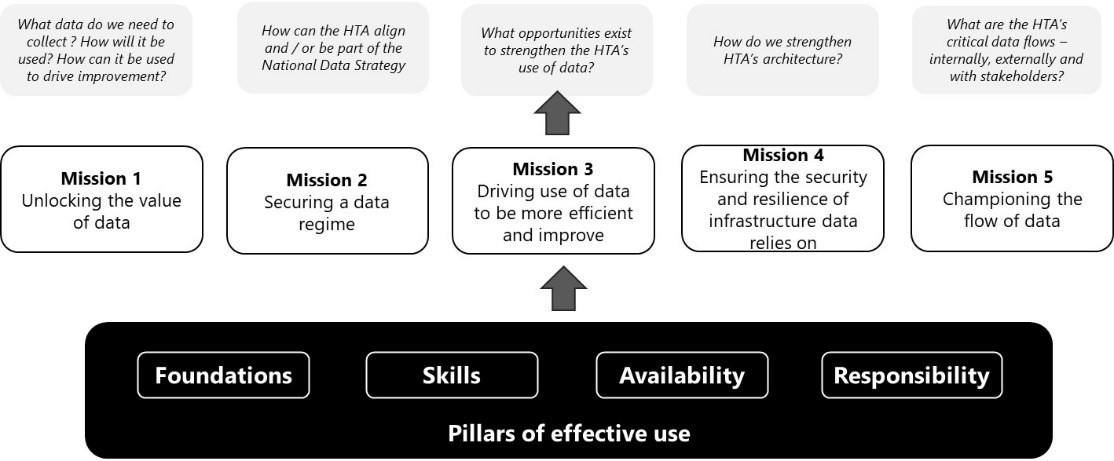 What data do we need to
collect ? How will it be
used? How can it be used
to drive improvement?
How can the HTA align
and / or be part of the
National Data Strategy
What opportunities exist
to strengthen the HTA's
use of data?
How do we strengthen
HTA's architecture?
What are the HTA's
critical data flows –
internally, externally and
with stakeholders?
Mission 1
Unlocking the value
of data
Mission 2
Securing a data
regime
Mission 3
Driving use of data
to be more efficient
and improve
Mission 4
Ensuring the security
and resilience of
infrastructure data
relies on
Mission 5
Championing the
flow of data
Foundations
Skills
Availability
Responsibility
Pillars of effective use